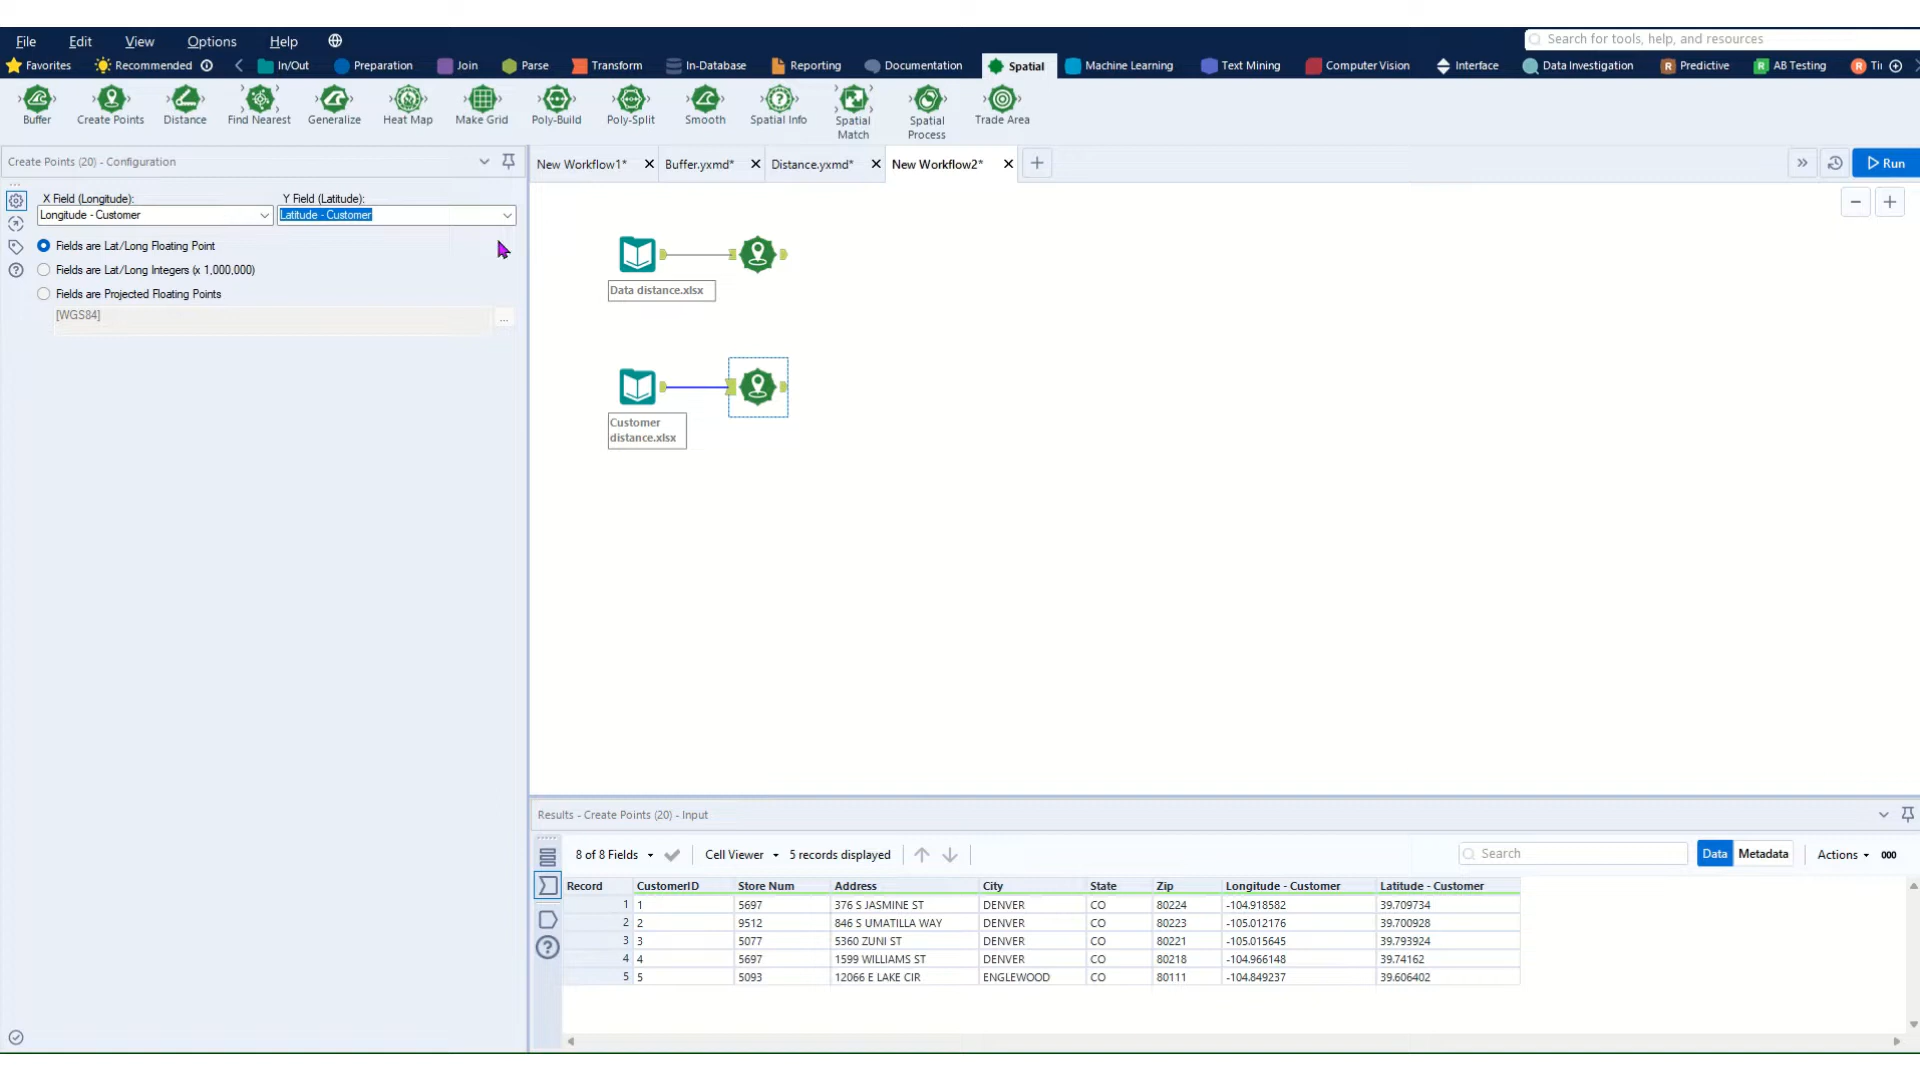 File Edit View Options Help
Search for tools, help, and resources
Favorites Recommended In/Out Preparation Join Parse Transform In-Database Reporting Documentation Spatial Machine Learning Text Mining Computer Vision Interface Data Investigation Predictive AB Testing Ti
Buffer Create Points Distance Find Nearest Generalize Heat Map Make Grid Poly-Build Poly-Split Smooth Spatial Info Spatial Match Spatial Process Trade Area
Create Points (20) - Configuration
New Workflow1* Buffer.yxmd* Distance.yxmd* New Workflow2*
Run
X Field (Longitude): Y Field (Latitude):
Longitude - Customer Latitude - Customer
Fields are Lat/Long Floating Point
Fields are Lat/Long Integers (x 1,000,000)
Fields are Projected Floating Points
[WGS84]
...
Data distance.xlsx
Customer
distance.xlsx
Results - Create Points (20) - Input
8 of 8 Fields Cell Viewer 5 records displayed Search Data Metadata Actions 000
Record CustomerID Store Num Address City State Zip Longitude - Customer Latitude - Customer
1 1 5697 376 S JASMINE ST DENVER CO 80224 -104.918582 39.709734
2 2 9512 846 S UMATILLA WAY DENVER CO 80223 -105.012176 39.700928
3 3 5077 5360 ZUNI ST DENVER CO 80221 -105.015645 39.793924
4 4 5697 1599 WILLIAMS ST DENVER CO 80218 -104.966148 39.74162
5 5 5093 12066 E LAKE CIR ENGLEWOOD CO 80111 -104.849237 39.606402